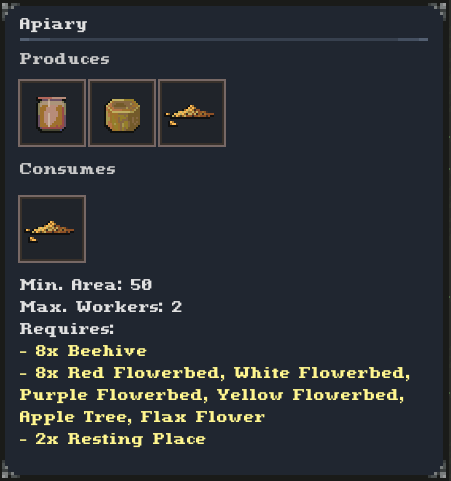 Apiary
Produces
Consumes
Min. Area: 50
Max. Workers: 2
Requires:
- 8x Beehive
- 8x Red Flowerbed, White Flowerbed,
Purple Flowerbed, Yellow Flowerbed,
Apple Tree, Flax Flower
- 2x Resting Place